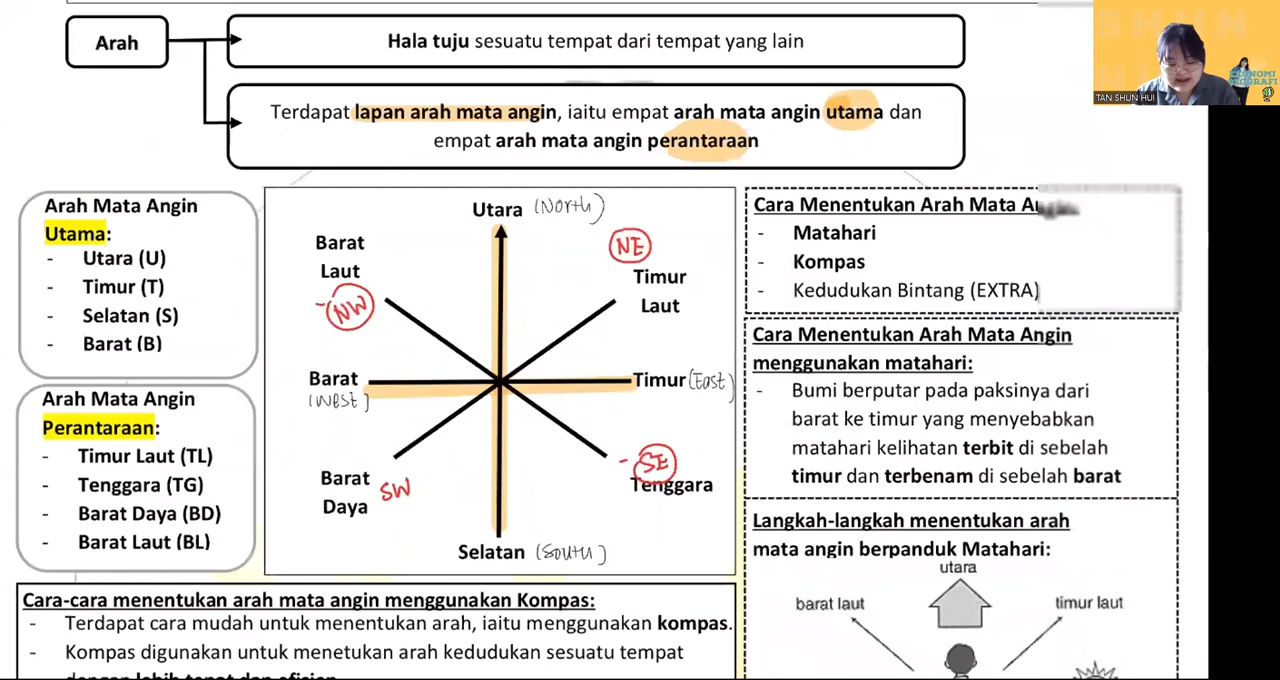 Arah
Hala tuju sesuatu tempat dari tempat yang lain
Terdapat lapan arah mata angin, iaitu empat arah mata angin utama dan
empat arah mata angin perantaraan
TAN SHUN HUI
EKONOMI
GEOGRAFI
Arah Mata Angin
Utama:
- Utara (U)
- Timur (T)
- Selatan (S)
- Barat (B)
Arah Mata Angin
Perantaraan:
- Timur Laut (TL)
- Tenggara (TG)
- Barat Daya (BD)
- Barat Laut (BL)
Utara (North)
Barat
Laut
- NW
NE
Timur
Laut
Barat
(West)
Timur (East)
Barat
Daya SW
- SE
Tenggara
Selatan (South)
Cara Menentukan Arah Mata
- Matahari
- Kompas
- Kedudukan Bintang (EXTRA)
Cara Menentukan Arah Mata Angin
menggunakan matahari:
- Bumi berputar pada paksinya dari
barat ke timur yang menyebabkan
matahari kelihatan terbit di sebelah
timur dan terbenam di sebelah barat
Langkah-langkah menentukan arah
mata angin berpanduk Matahari:
utara
barat laut
timur laut
Cara-cara menentukan arah mata angin menggunakan Kompas:
- Terdapat cara mudah untuk menentukan arah, iaitu menggunakan kompas.
- Kompas digunakan untuk menetukan arah kedudukan sesuatu tempat
dengan lebih tepat dan efisien